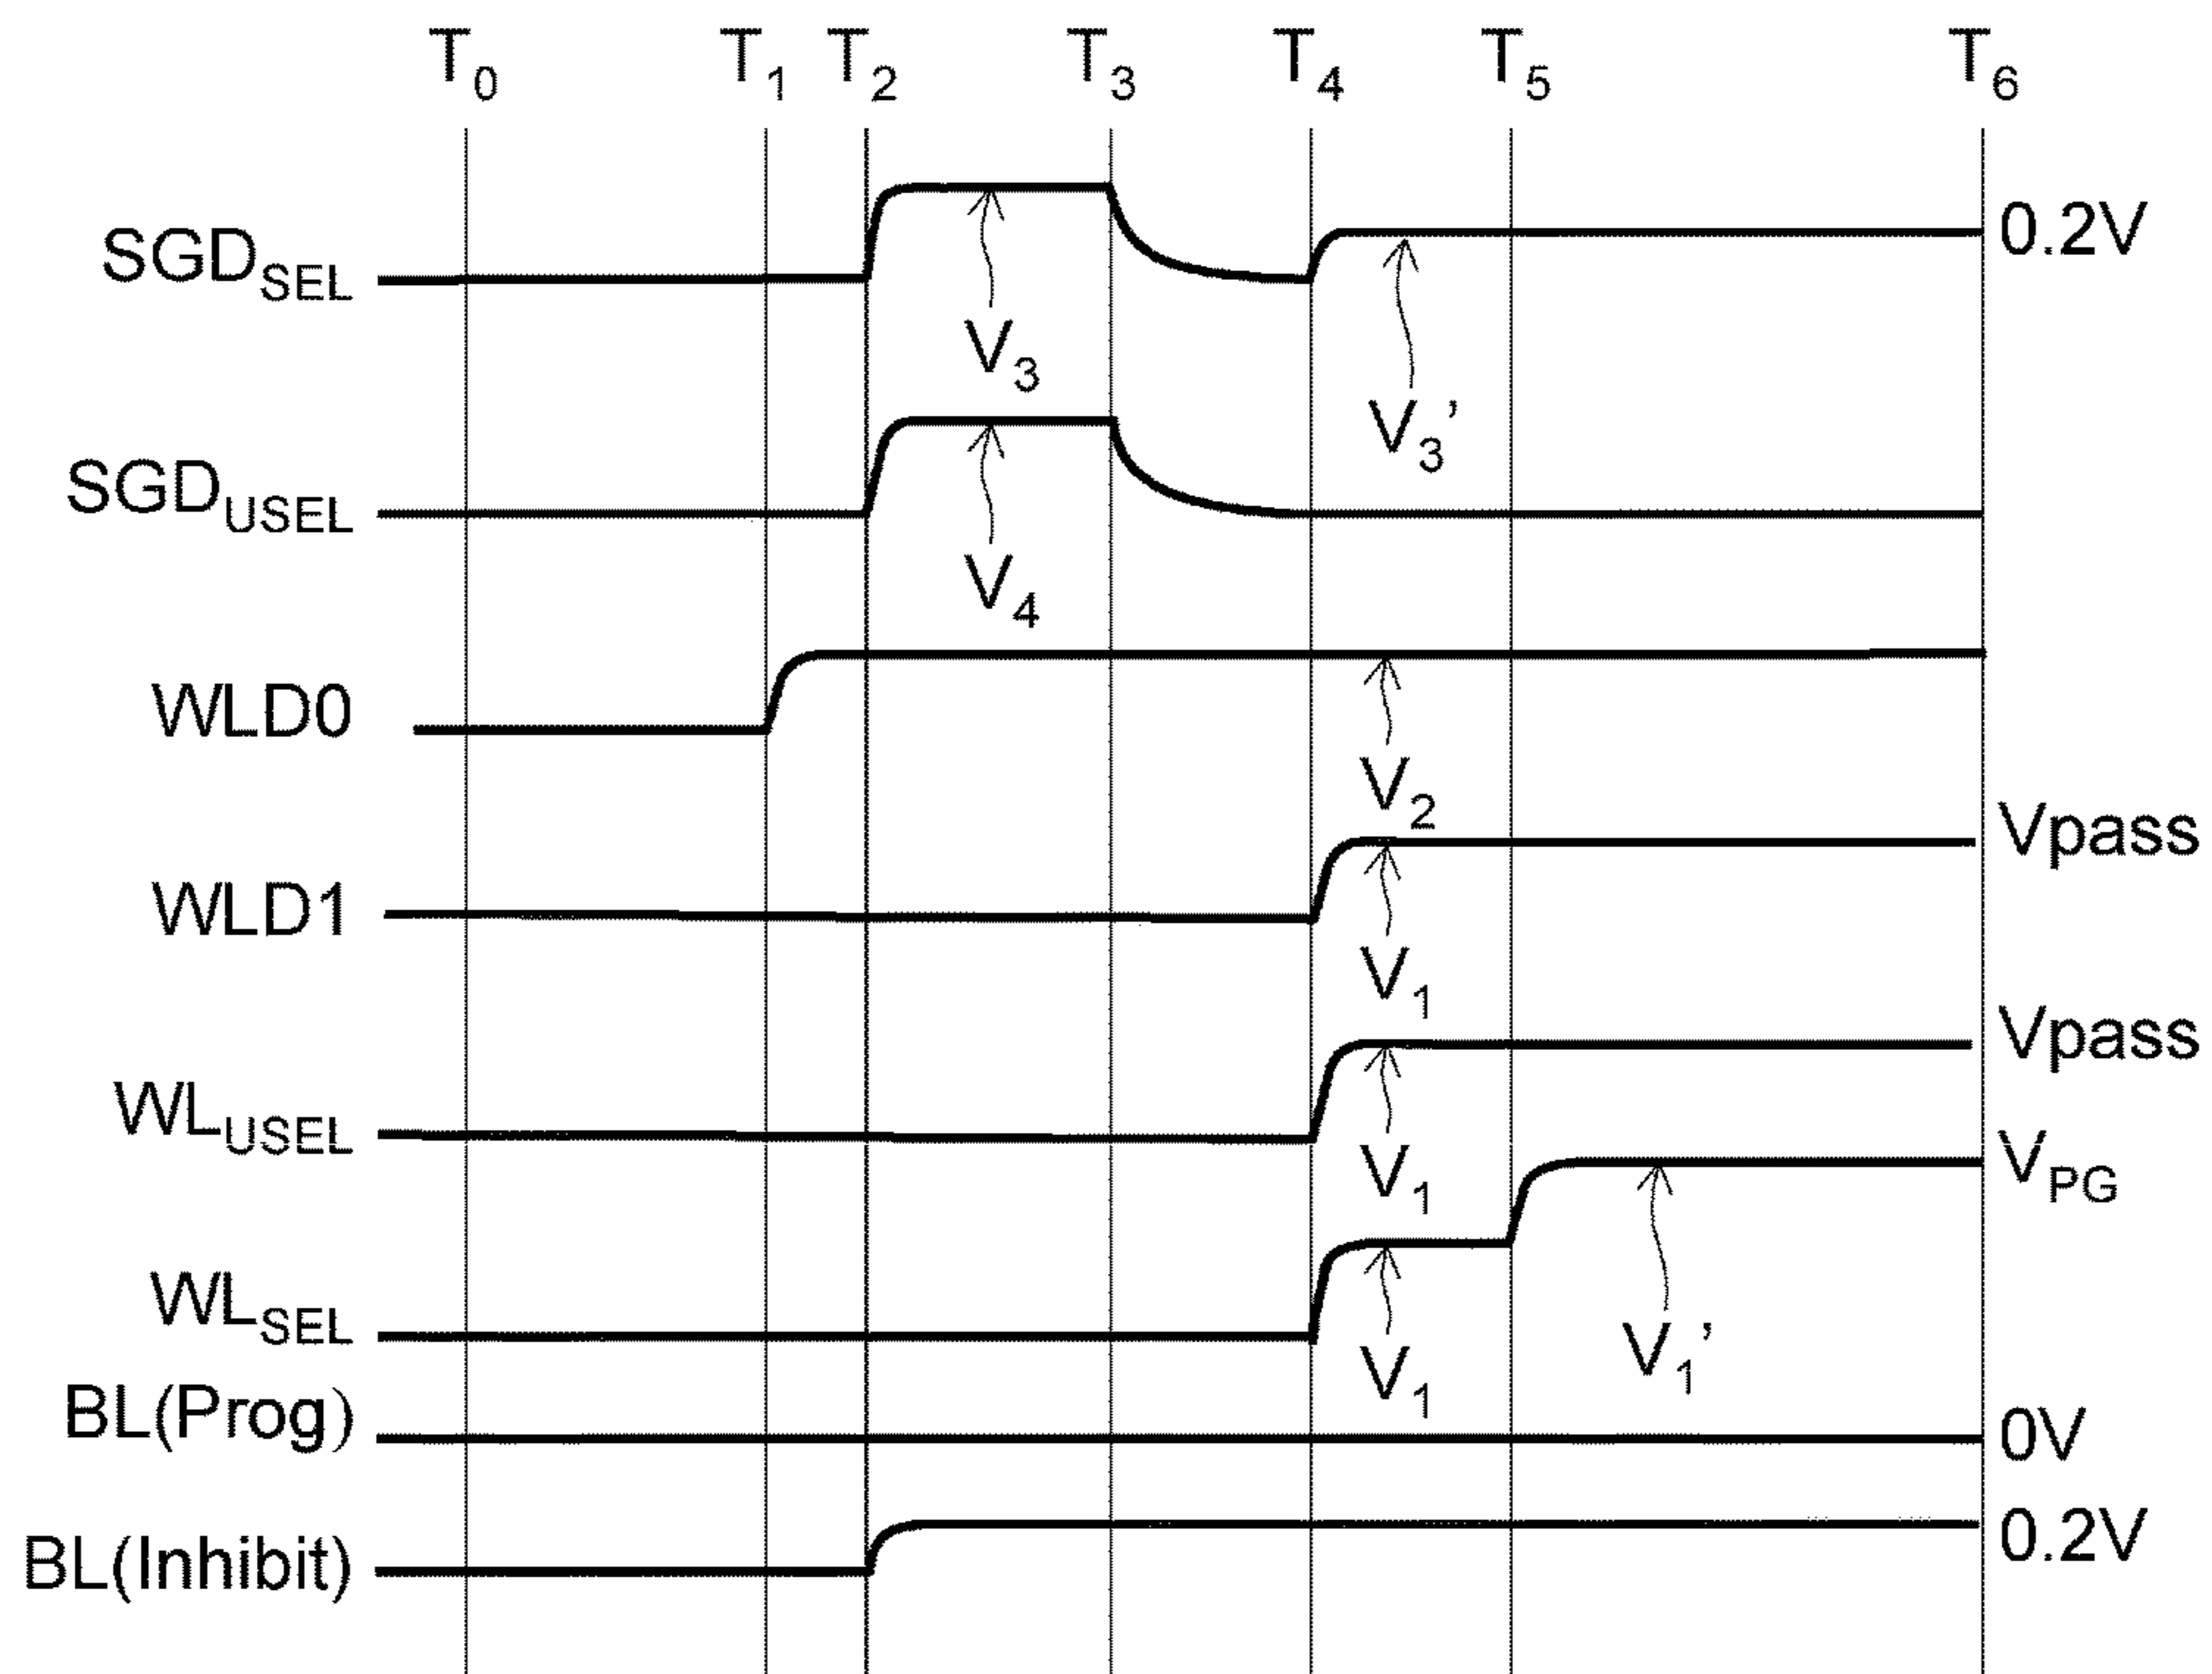 T0 T1 T2 T3 T4 T5 T6
SGDSEL 0.2V
V3
V3’
SGDUSEL
V4
WLD0
V2
Vpass
WLD1
V1
Vpass
WLUSEL
V1
VPG
WLSEL
V1
V1’
BL(Prog) 0V
BL(Inhibit) 0.2V